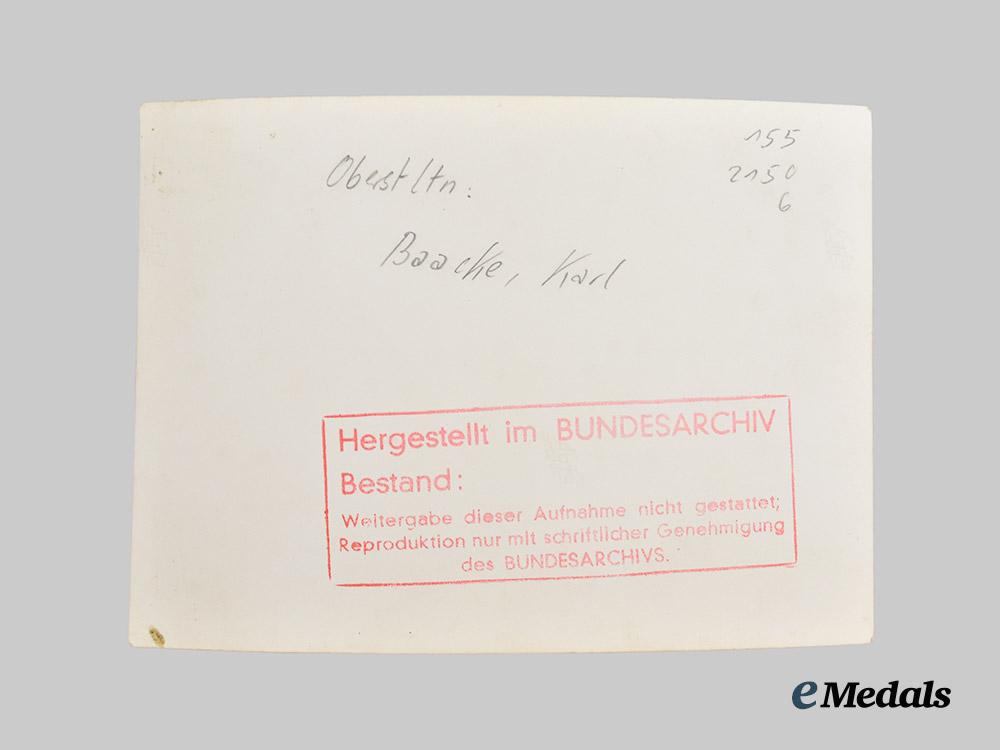 155
Oberstltn:
2150
6
Baacke, Karl
Hergestellt im BUNDESARCHIV
Bestand:
Weitergabe dieser Aufnahme nicht gestattet;
Reproduktion nur mit schriftlicher Genehmigung
des BUNDESARCHIVS.
eMedals